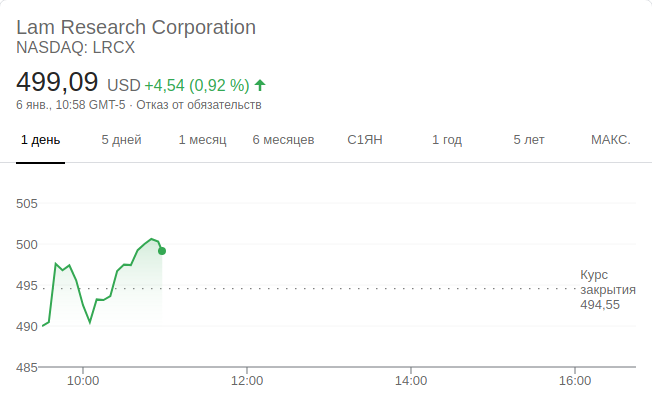 Lam Research Corporation
NASDAQ: LRCX
499,09 USD +4,54 (0,92 %)
6 янв., 10:58 GMT-5 · Отказ от обязательств
1 день 5 дней 1 месяц 6 месяцев С1ЯН 1 год 5 лет МАКС.
505
500
495
490
485
Курс
закрытия
494,55
10:00 12:00 14:00 16:00